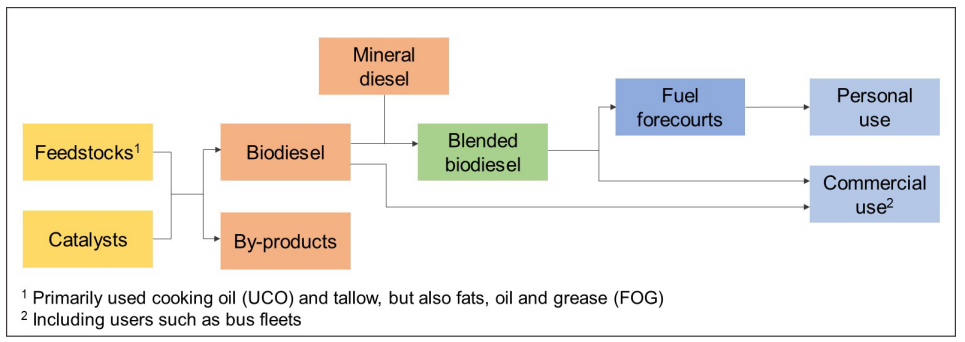 Mineral
diesel
Fuel
forecourts
Personal
use
Feedstocks¹
Biodiesel
Blended
biodiesel
Commercial
use²
Catalysts
By-products
¹ Primarily used cooking oil (UCO) and tallow, but also fats, oil and grease (FOG)
² Including users such as bus fleets